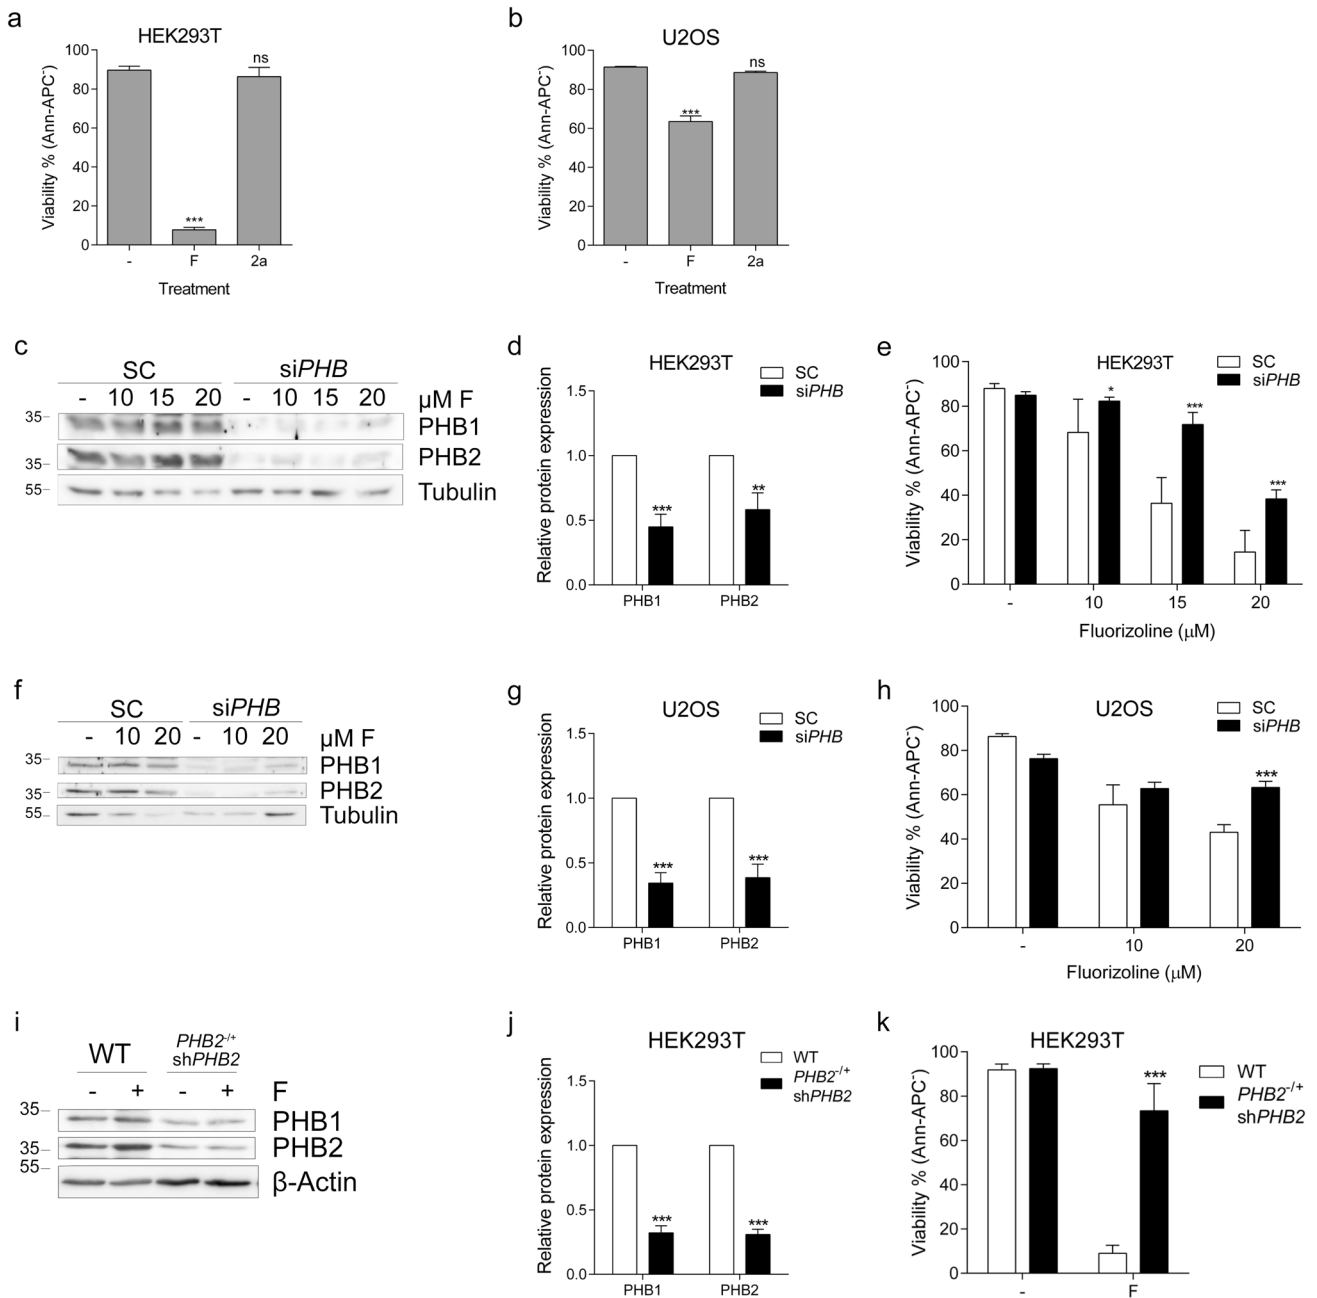 a
HEK293T
Viability % (Ann-APC⁻)
100
80
60
40
20
0
***
ns
- F 2a
Treatment
b
U2OS
Viability % (Ann-APC⁻)
100
80
60
40
20
0
***
ns
- F 2a
Treatment
c
SC siPHB
- 10 15 20 - 10 15 20 µM F
35 PHB1
35 PHB2
55 Tubulin
d
HEK293T
SC
siPHB
Relative protein expression
1.5
1.0
0.5
0.0
***
**
PHB1 PHB2
e
HEK293T
SC
siPHB
Viability % (Ann-APC⁻)
100
80
60
40
20
0
*
***
***
- 10 15 20
Fluorizoline (µM)
f
SC siPHB
- 10 20 - 10 20 µM F
35 PHB1
35 PHB2
55 Tubulin
g
U2OS
SC
siPHB
Relative protein expression
1.5
1.0
0.5
0.0
***
***
PHB1 PHB2
h
U2OS
SC
siPHB
Viability % (Ann-APC⁻)
100
80
60
40
20
0
***
- 10 20
Fluorizoline (µM)
i
WT PHB2⁻/⁺
shPHB2
- + - + F
35 PHB1
35 PHB2
55
β-Actin
j
HEK293T
WT
PHB2⁻/⁺
shPHB2
Relative protein expression
1.5
1.0
0.5
0.0
***
***
PHB1 PHB2
k
HEK293T
WT
PHB2⁻/⁺
shPHB2
Viability % (Ann-APC⁻)
100
80
60
40
20
0
***
- F